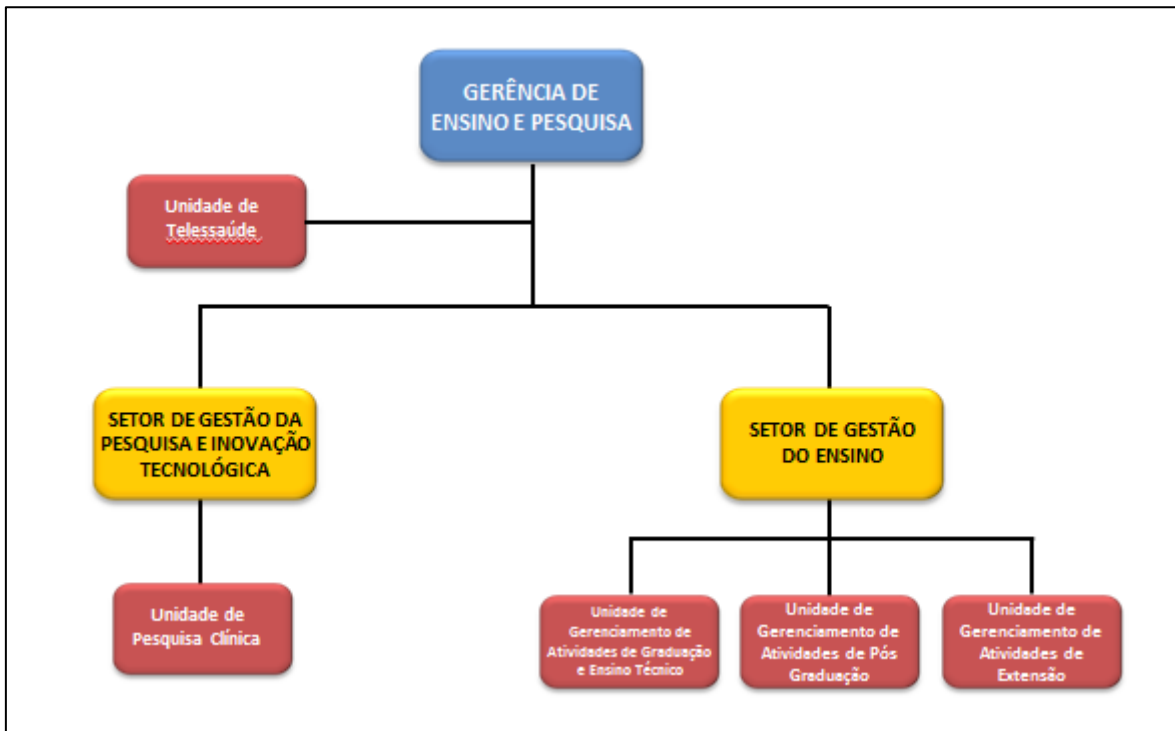 GERÊNCIA DE
ENSINO E PESQUISA
Unidade de
Telessaúde
SETOR DE GESTÃO DA
PESQUISA E INOVAÇÃO
TECNOLÓGICA
SETOR DE GESTÃO
DO ENSINO
Unidade de
Pesquisa Clínica
Unidade de
Gerenciamento de
Atividades de Graduação
e Ensino Técnico
Unidade de
Gerenciamento de
Atividades de Pós
Graduação
Unidade de
Gerenciamento de
Atividades de
Extensão